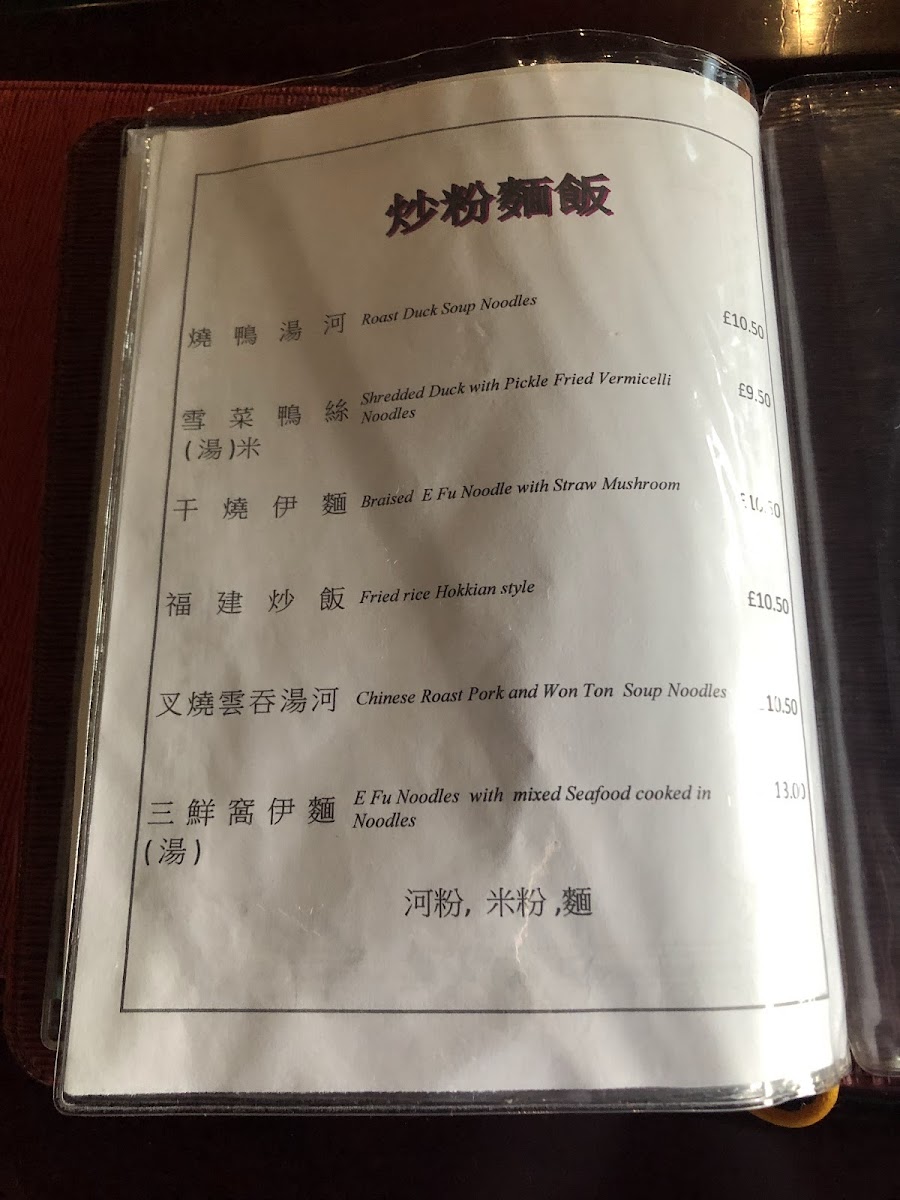 炒粉麵飯
燒鴨湯河 Roast Duck Soup Noodles £10.50
雪菜鴨絲 Shredded Duck with Pickle Fried Vermicelli £9.50
(湯)米 Noodles
干燒伊麵 Braised E Fu Noodle with Straw Mushroom £10.50
福建炒飯 Fried rice Hokkian style £10.50
叉燒雲吞湯河 Chinese Roast Pork and Won Ton Soup Noodles 10.50
三鮮窩伊麵 E Fu Noodles with mixed Seafood cooked in 13.00
(湯) Noodles
河粉, 米粉 ,麵